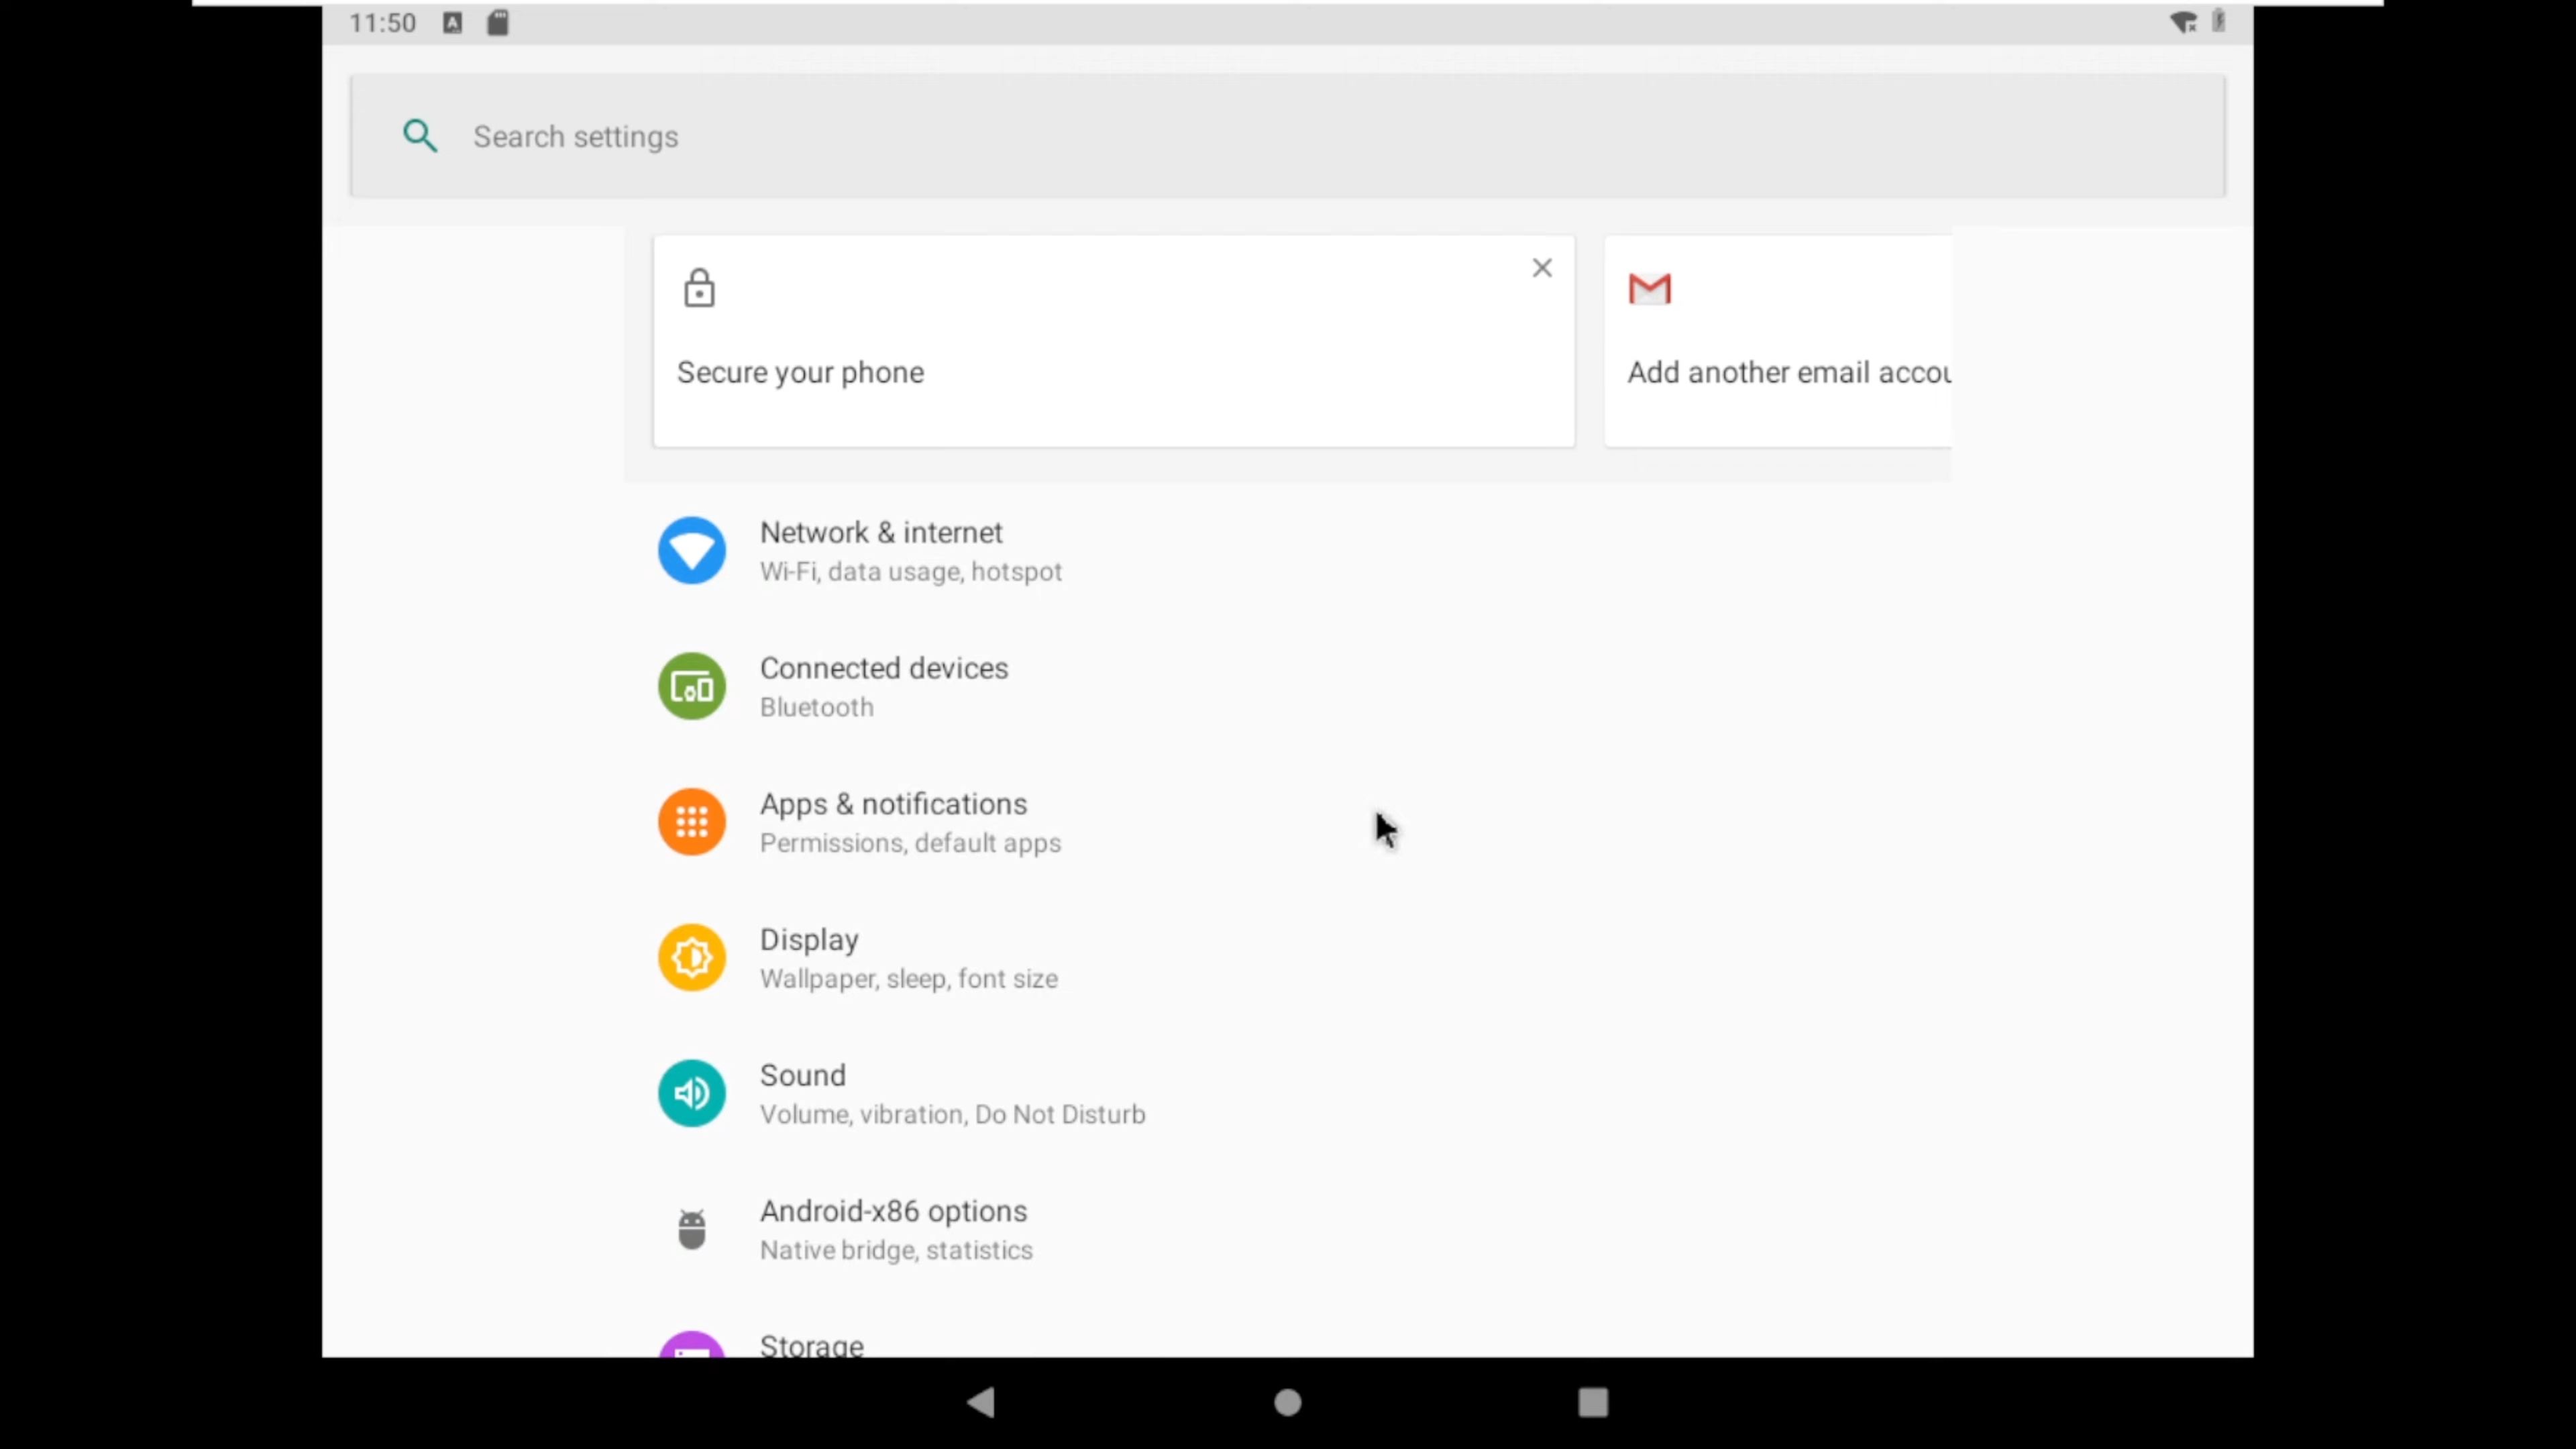 11:50
Search settings
Secure your phone
Add another email accou
Network & internet
Wi-Fi, data usage, hotspot
Connected devices
Bluetooth
Apps & notifications
Permissions, default apps
Display
Wallpaper, sleep, font size
Sound
Volume, vibration, Do Not Disturb
Android-x86 options
Native bridge, statistics
Storage